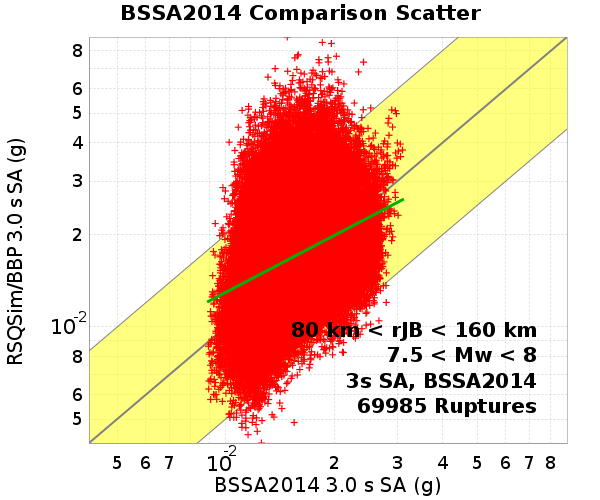 BSSA2014 Comparison Scatter
RSQSim/BBP 3.0 s SA (g)
8
6
5
4
3
2
10-2
8
6
5
80 km < rJB < 160 km
7.5 < Mw < 8
3s SA, BSSA2014
69985 Ruptures
5 6 7 10-2 2 3 4 5 6 7 8
BSSA2014 3.0 s SA (g)